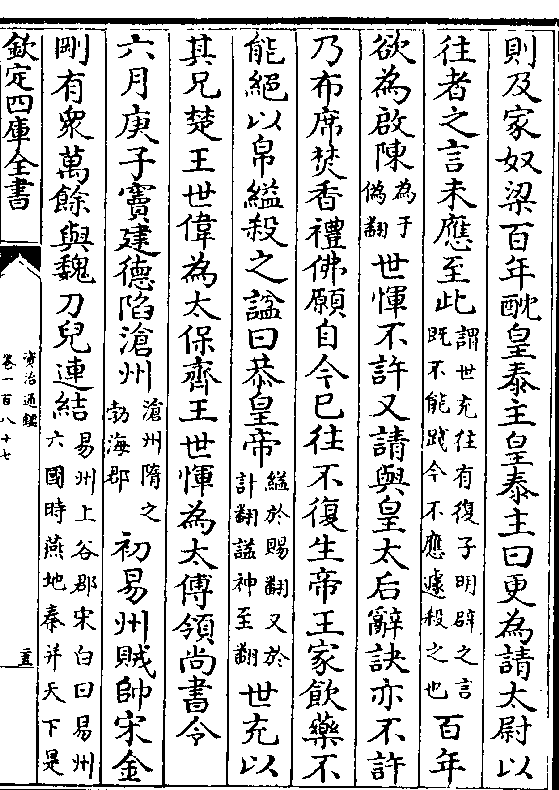 則及家奴梁百年酖皇泰主皇泰主曰更為請太尉以
往者之言未應至此謂世充往有復子明辟之言
既不能踐今不應遽殺之也百年
欲為啟陳為于
偽翻世惲不許又請與皇太后辭訣亦不許
乃布席焚香禮佛願自今已往不復生帝王家飲藥不
能絕以帛縊殺之諡曰恭皇帝縊於賜翻又於
計翻諡神至翻世充以
其兄楚王世偉為太保齊王世惲為太傅領尚書令
六月庚子竇建德陷滄州滄州隋之
勃海郡初易州賊帥宋金
剛有衆萬餘與魏刀兒連結易州上谷郡宋白曰易州
六國時燕地秦并天下是
欽定四庫全書
資治通鑑
卷一百八十七